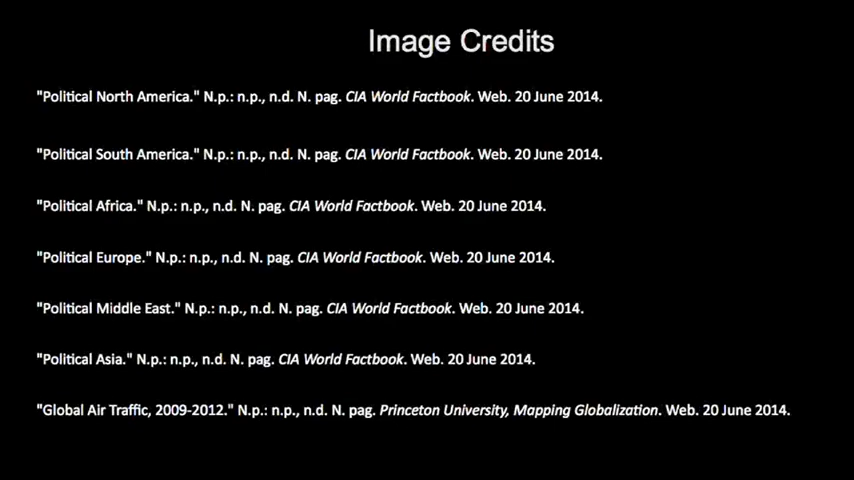 Image Credits
"Political North America." N.p.: n.p., n.d. N. pag. CIA World Factbook. Web. 20 June 2014.
"Political South America." N.p.: n.p., n.d. N. pag. CIA World Factbook. Web. 20 June 2014.
"Political Africa." N.p.: n.p., n.d. N. pag. CIA World Factbook. Web. 20 June 2014.
"Political Europe." N.p.: n.p., n.d. N. pag. CIA World Factbook. Web. 20 June 2014.
"Political Middle East." N.p.: n.p., n.d. N. pag. CIA World Factbook. Web. 20 June 2014.
"Political Asia." N.p.: n.p., n.d. N. pag. CIA World Factbook. Web. 20 June 2014.
"Global Air Traffic, 2009-2012." N.p.: n.p., n.d. N. pag. Princeton University, Mapping Globalization. Web. 20 June 2014.